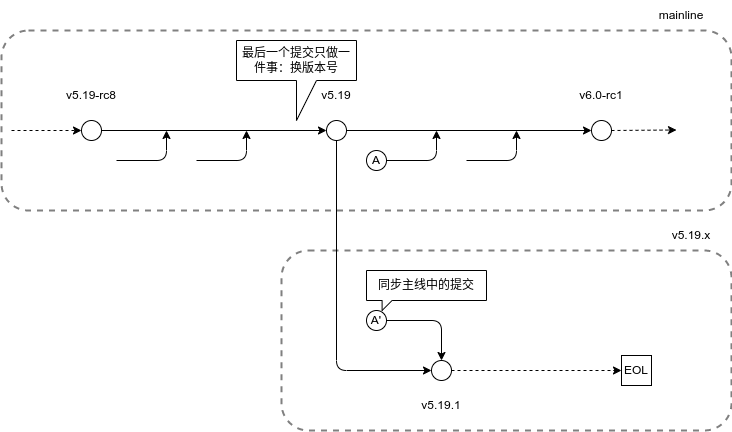 mainline
最后一个提交只做一
件事：换版本号
v5.19-rc8
v5.19
v6.0-rc1
A
v5.19.x
同步主线中的提交
A'
EOL
v5.19.1